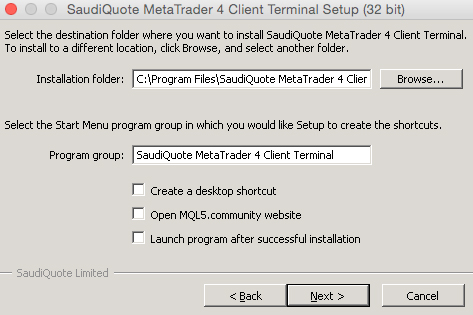 SaudiQuote MetaTrader 4 Client Terminal Setup (32 bit)
Select the destination folder where you want to install SaudiQuote MetaTrader 4 Client Terminal.
To install to a different location, click Browse, and select another folder.
Installation folder: C:\Program Files\SaudiQuote MetaTrader 4 Clier Browse...
Select the Start Menu program group in which you would like Setup to create the shortcuts.
Program group: SaudiQuote MetaTrader 4 Client Terminal
Create a desktop shortcut
Open MQL5.community website
Launch program after successful installation
SaudiQuote Limited
< Back Next > Cancel